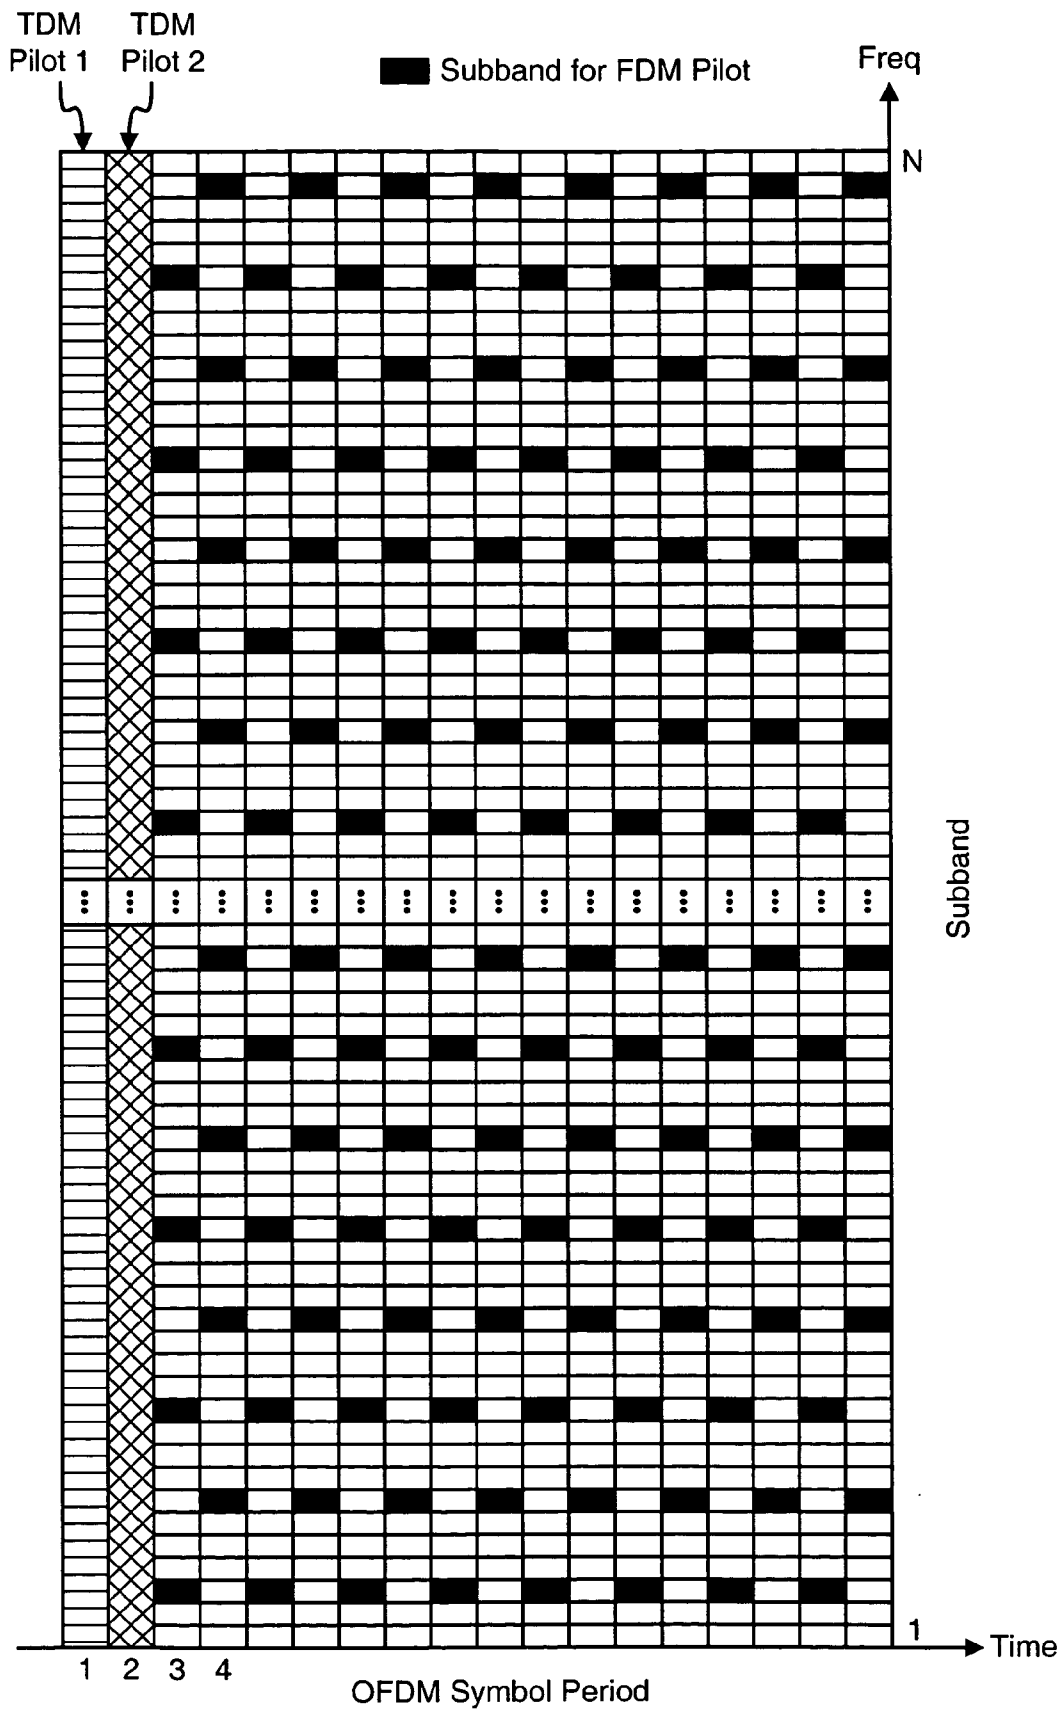 TDM
Pilot 1
TDM
Pilot 2
Subband for FDM Pilot
Freq
N
Subband
1
Time
1 2 3 4
OFDM Symbol Period